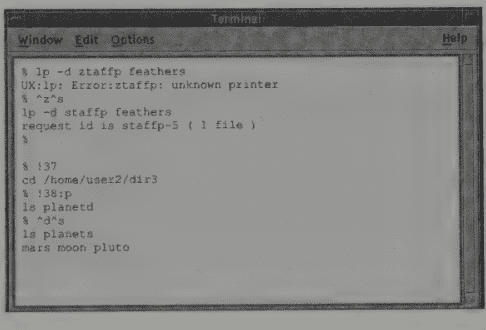 Terminal
Window Edit Options Help
% lp -d ztaffp feathers
UX:lp: Error:ztaffp: unknown printer
% ^z^s
lp -d staffp feathers
request id is staffp-5 ( 1 file )
%
% !37
cd /home/user2/dir3
% !38:p
ls planetd
% ^d^s
ls planets
mars moon pluto